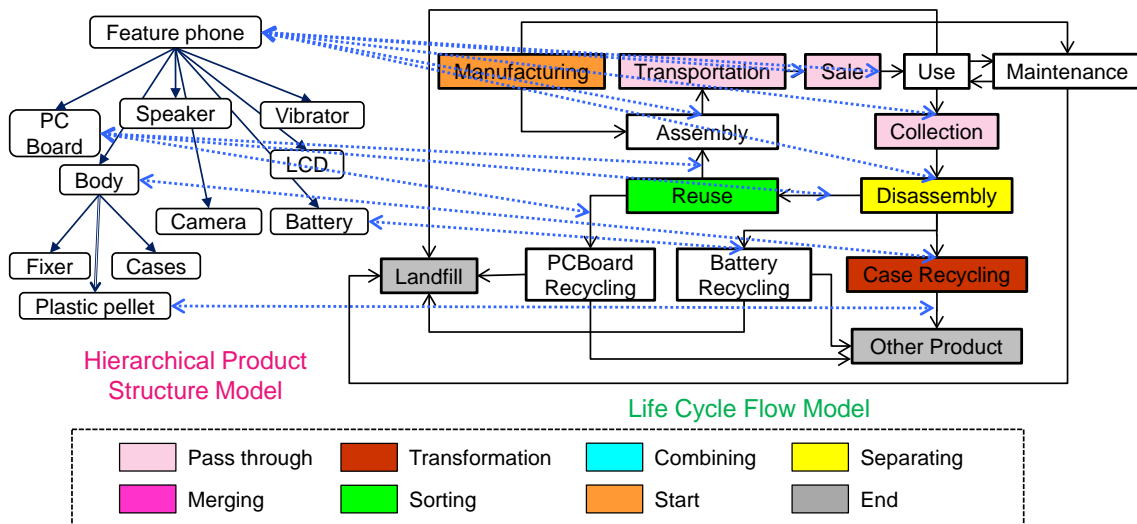 Feature phone
Speaker
Vibrator
PC
Board
LCD
Body
Camera
Battery
Fixer
Cases
Plastic pellet
Hierarchical Product
Structure Model
Manufacturing
Transportation
Sale
Use
Maintenance
Assembly
Collection
Reuse
Disassembly
Landfill
PCBoard
Recycling
Battery
Recycling
Case Recycling
Other Product
Life Cycle Flow Model
Pass through
Transformation
Combining
Separating
Merging
Sorting
Start
End